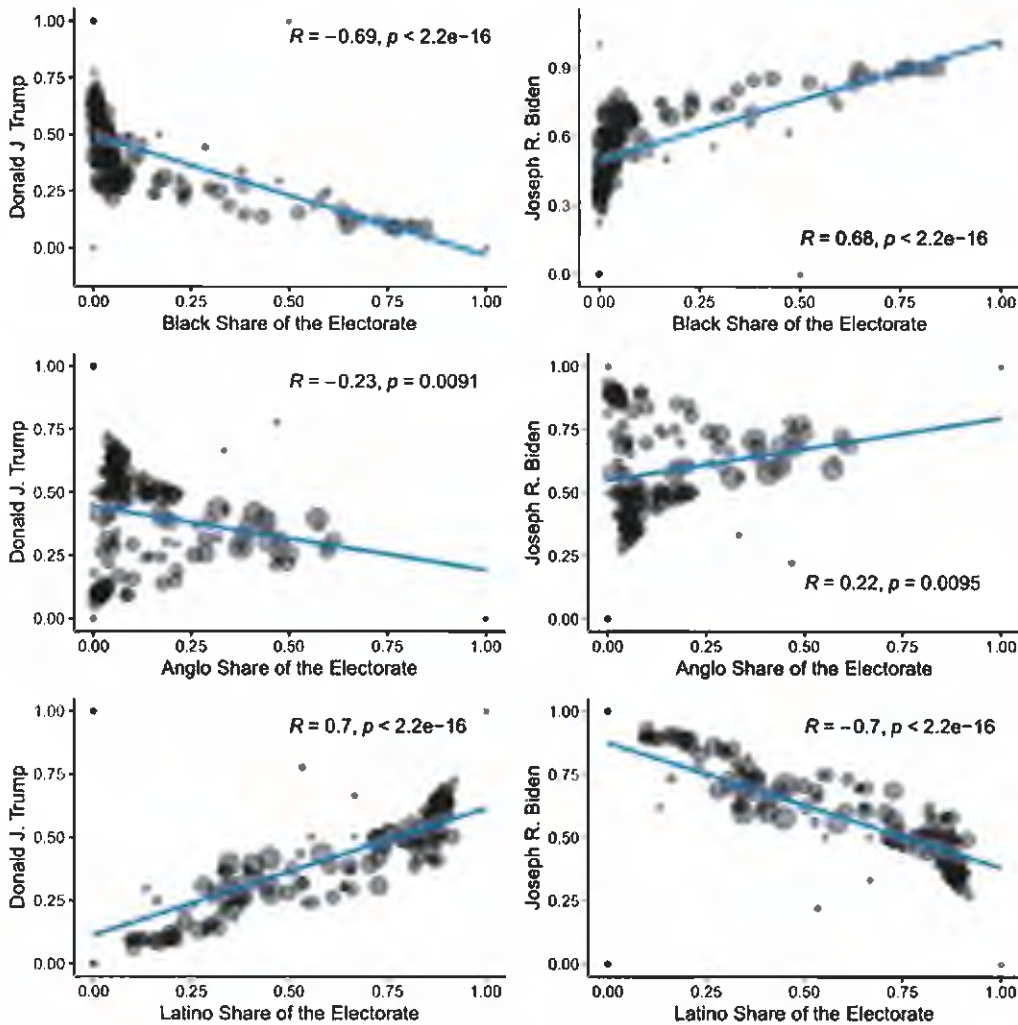 1.00
0.75
0.50
0.25
0.00
Donald J Trump
R = −0.69, p < 2.2e−16
0.00 0.25 0.50 0.75 1.00
Black Share of the Electorate
0.9
0.6
0.3
0.0
Joseph R. Biden
R = 0.68, p < 2.2e−16
0.00 0.25 0.50 0.75 1.00
Black Share of the Electorate
1.00
0.75
0.50
0.25
0.00
Donald J. Trump
R = −0.23, p = 0.0091
0.00 0.25 0.50 0.75 1.00
Anglo Share of the Electorate
1.00
0.75
0.50
0.25
0.00
Joseph R. Biden
R = 0.22, p = 0.0095
0.00 0.25 0.50 0.75 1.00
Anglo Share of the Electorate
1.00
0.75
0.50
0.25
0.00
Donald J. Trump
R = 0.7, p < 2.2e−16
0.00 0.25 0.50 0.75 1.00
Latino Share of the Electorate
1.00
0.75
0.50
0.25
0.00
Joseph R. Biden
R = −0.7, p < 2.2e−16
0.00 0.25 0.50 0.75 1.00
Latino Share of the Electorate